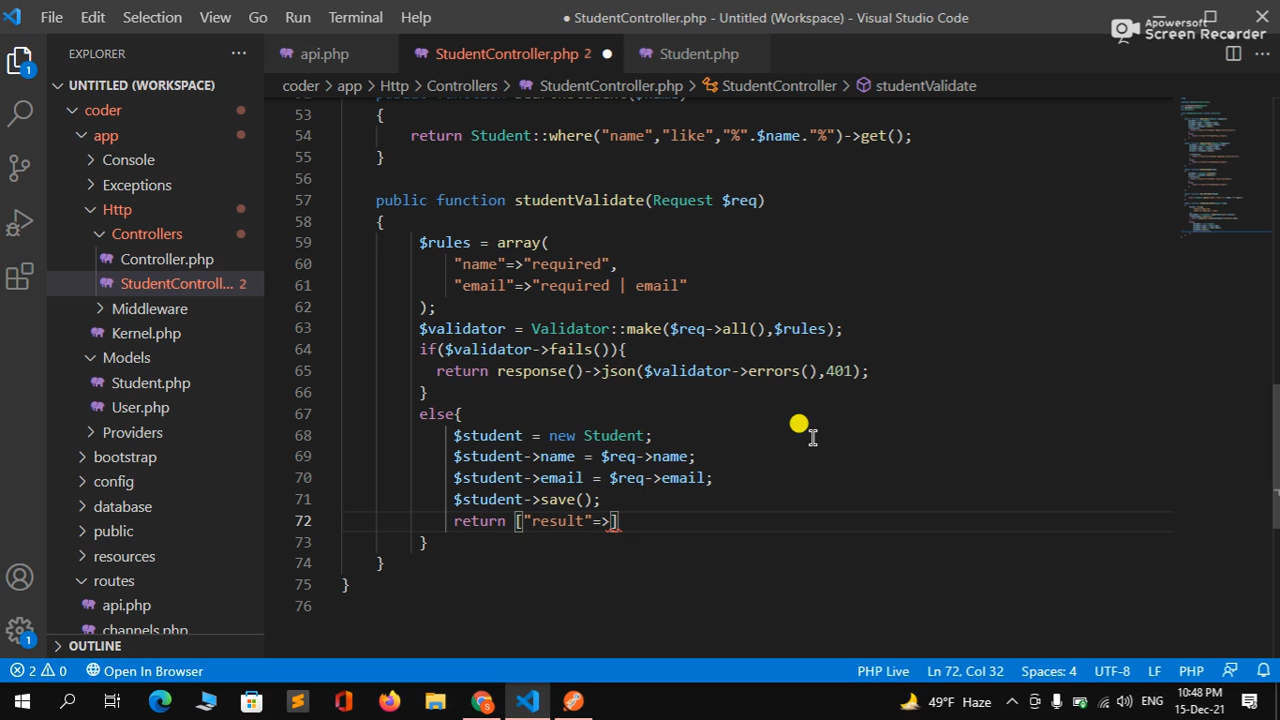 File Edit Selection View Go Run Terminal Help
● StudentController.php - Untitled (Workspace) - Visual Studio Code
Apowersoft
Screen Recorder
EXPLORER
api.php
StudentController.php 2
Student.php
coder > app > Http > Controllers > StudentController.php > StudentController > studentValidate
UNTITLED (WORKSPACE)
coder
app
Console
Exceptions
Http
Controllers
Controller.php
StudentControll... 2
Middleware
Kernel.php
Models
Student.php
User.php
Providers
bootstrap
config
database
public
resources
routes
api.php
channels.php
OUTLINE
1
1
53 {
54 return Student::where("name","like","%".$name."%")->get();
55 }
56
57 public function studentValidate(Request $req)
58 {
59 $rules = array(
60 "name"=>"required",
61 "email"=>"required | email"
62 );
63 $validator = Validator::make($req->all(),$rules);
64 if($validator->fails()){
65 return response()->json($validator->errors(),401);
66 }
67 else{
68 $student = new Student;
69 $student->name = $req->name;
70 $student->email = $req->email;
71 $student->save();
72 return ["result"=>]
73 }
74 }
75 }
76
2 0 Open In Browser
PHP Live Ln 72, Col 32 Spaces: 4 UTF-8 LF PHP
49°F Haze
ENG
10:48 PM
15-Dec-21